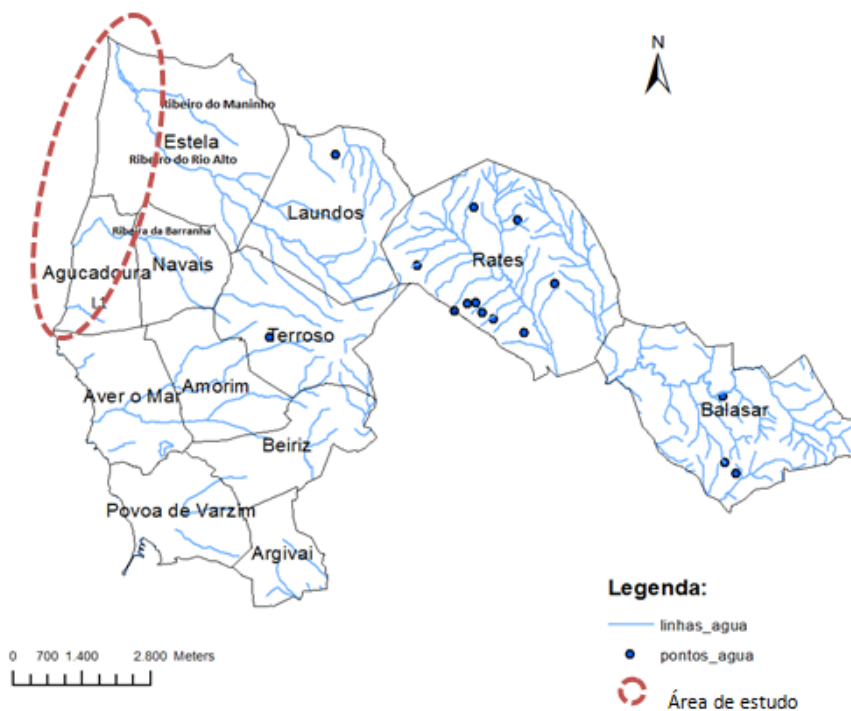 N
Ribeiro do Maninho
Estela
Ribeiro do Rio Alto
Laundos
Ribeira da Barranha
Agucadoura
Navais
Rates
L1
Terroso
Amorim
Aver o Mar
Balasar
Beiriz
Povoa de Varzim
Argivai
Legenda:
linhas_agua
pontos_agua
Área de estudo
0 700 1.400 2.800 Meters